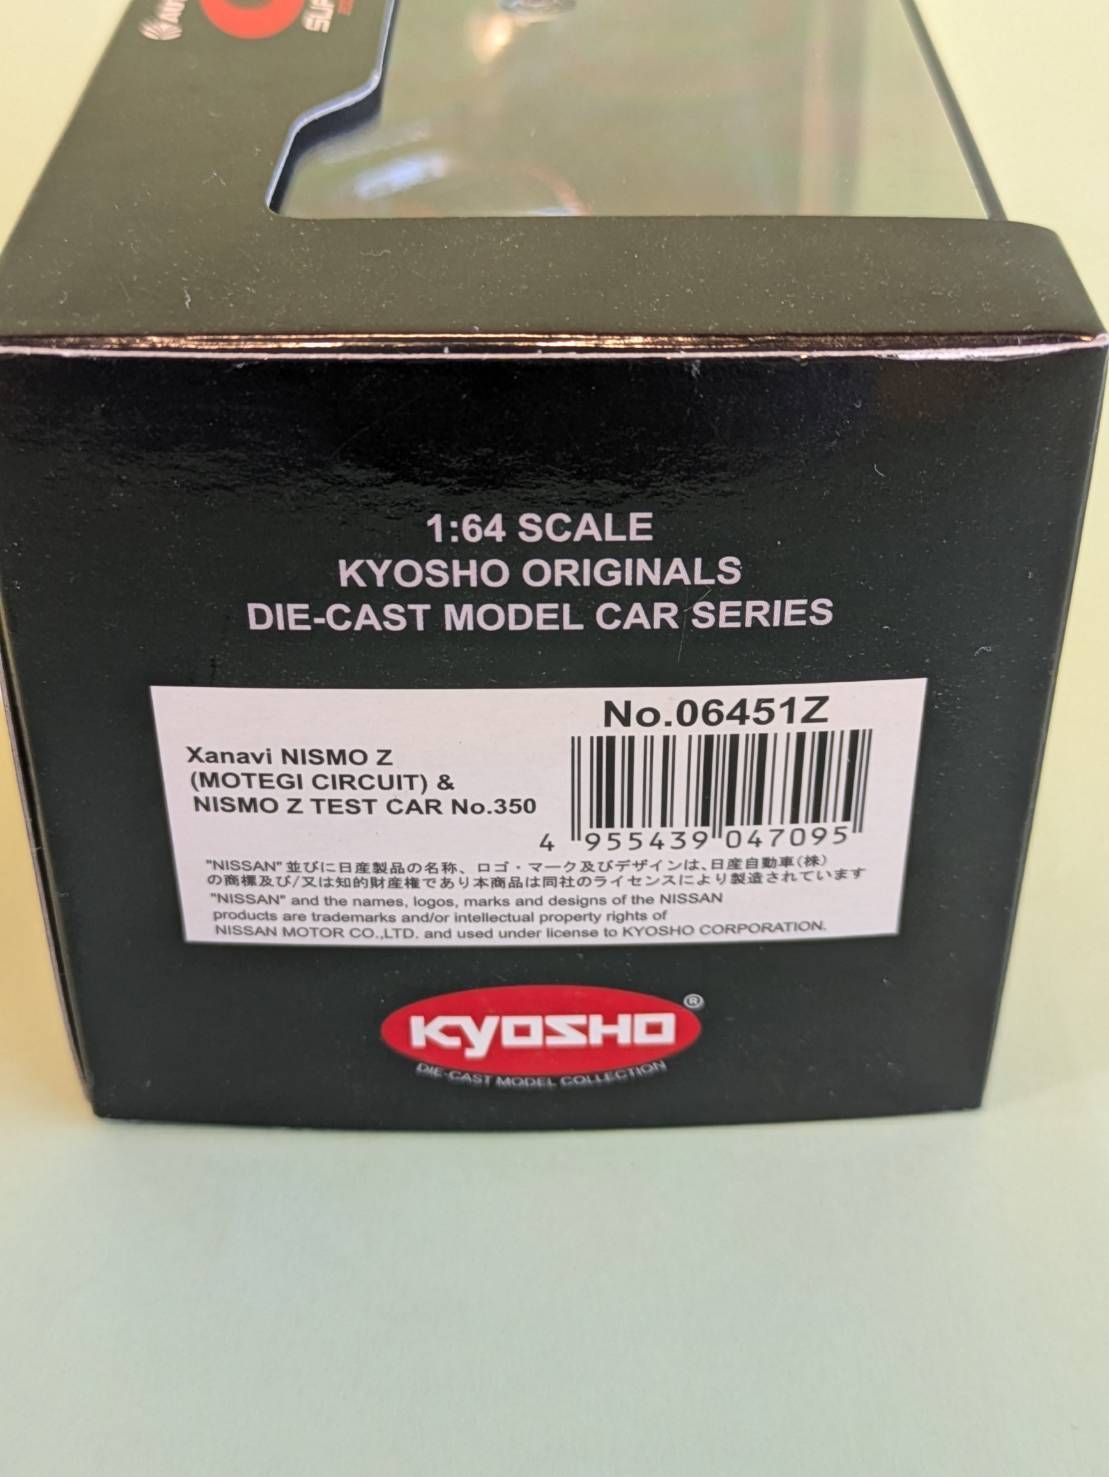 1:64 SCALE
KYOSHO ORIGINALS
DIE-CAST MODEL CAR SERIES
No.06451Z
Xanavi NISMO Z
(MOTEGI CIRCUIT) &
NISMO Z TEST CAR No.350
4 955439 047095
"NISSAN" 並びに日産製品の名称、ロゴ・マーク及びデザインは、日産自動車(株)
の商標及び/又は知的財産権であり本商品は同社のライセンスにより製造されています
"NISSAN" and the names, logos, marks and designs of the NISSAN
products are trademarks and/or intellectual property rights of
NISSAN MOTOR CO.,LTD. and used under license to KYOSHO CORPORATION.
KYOSHO ®
DIE-CAST MODEL COLLECTION